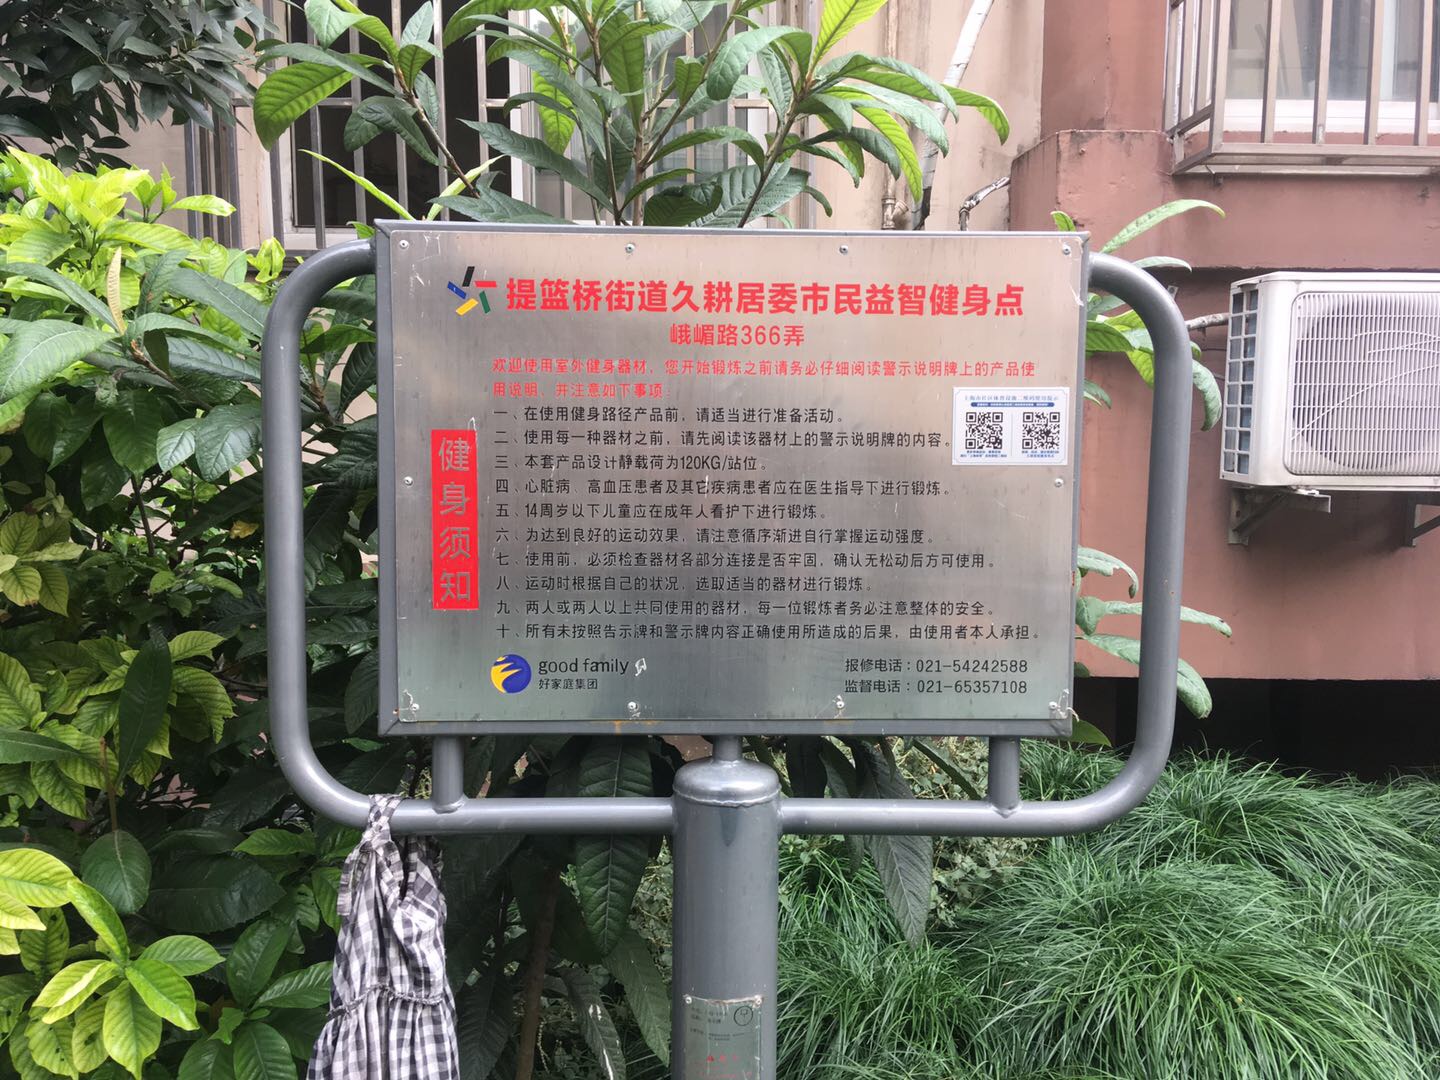 提篮桥街道久耕居委市民益智健身点
峨嵋路366弄
欢迎使用室外健身器材，您开始锻炼之前请务必仔细阅读警示说明牌上的产品使
用说明，并注意如下事项：
健身须知
一、在使用健身路径产品前，请适当进行准备活动。
二、使用每一种器材之前，请先阅读该器材上的警示说明牌的内容。
三、本套产品设计静载荷为120KG/站位。
四、心脏病、高血压患者及其它疾病患者应在医生指导下进行锻炼。
五、14周岁以下儿童应在成年人看护下进行锻炼。
六、为达到良好的运动效果，请注意循序渐进自行掌握运动强度。
七、使用前，必须检查器材各部分连接是否牢固，确认无松动后方可使用。
八、运动时根据自己的状况，选取适当的器材进行锻炼。
九、两人或两人以上共同使用的器材，每一位锻炼者务必注意整体的安全。
十、所有未按照告示牌和警示牌内容正确使用所造成的后果，由使用者本人承担。
上海市社区体育设施二维码使用提示
good family
好家庭集团
报修电话：021-54242588
监督电话：021-65357108